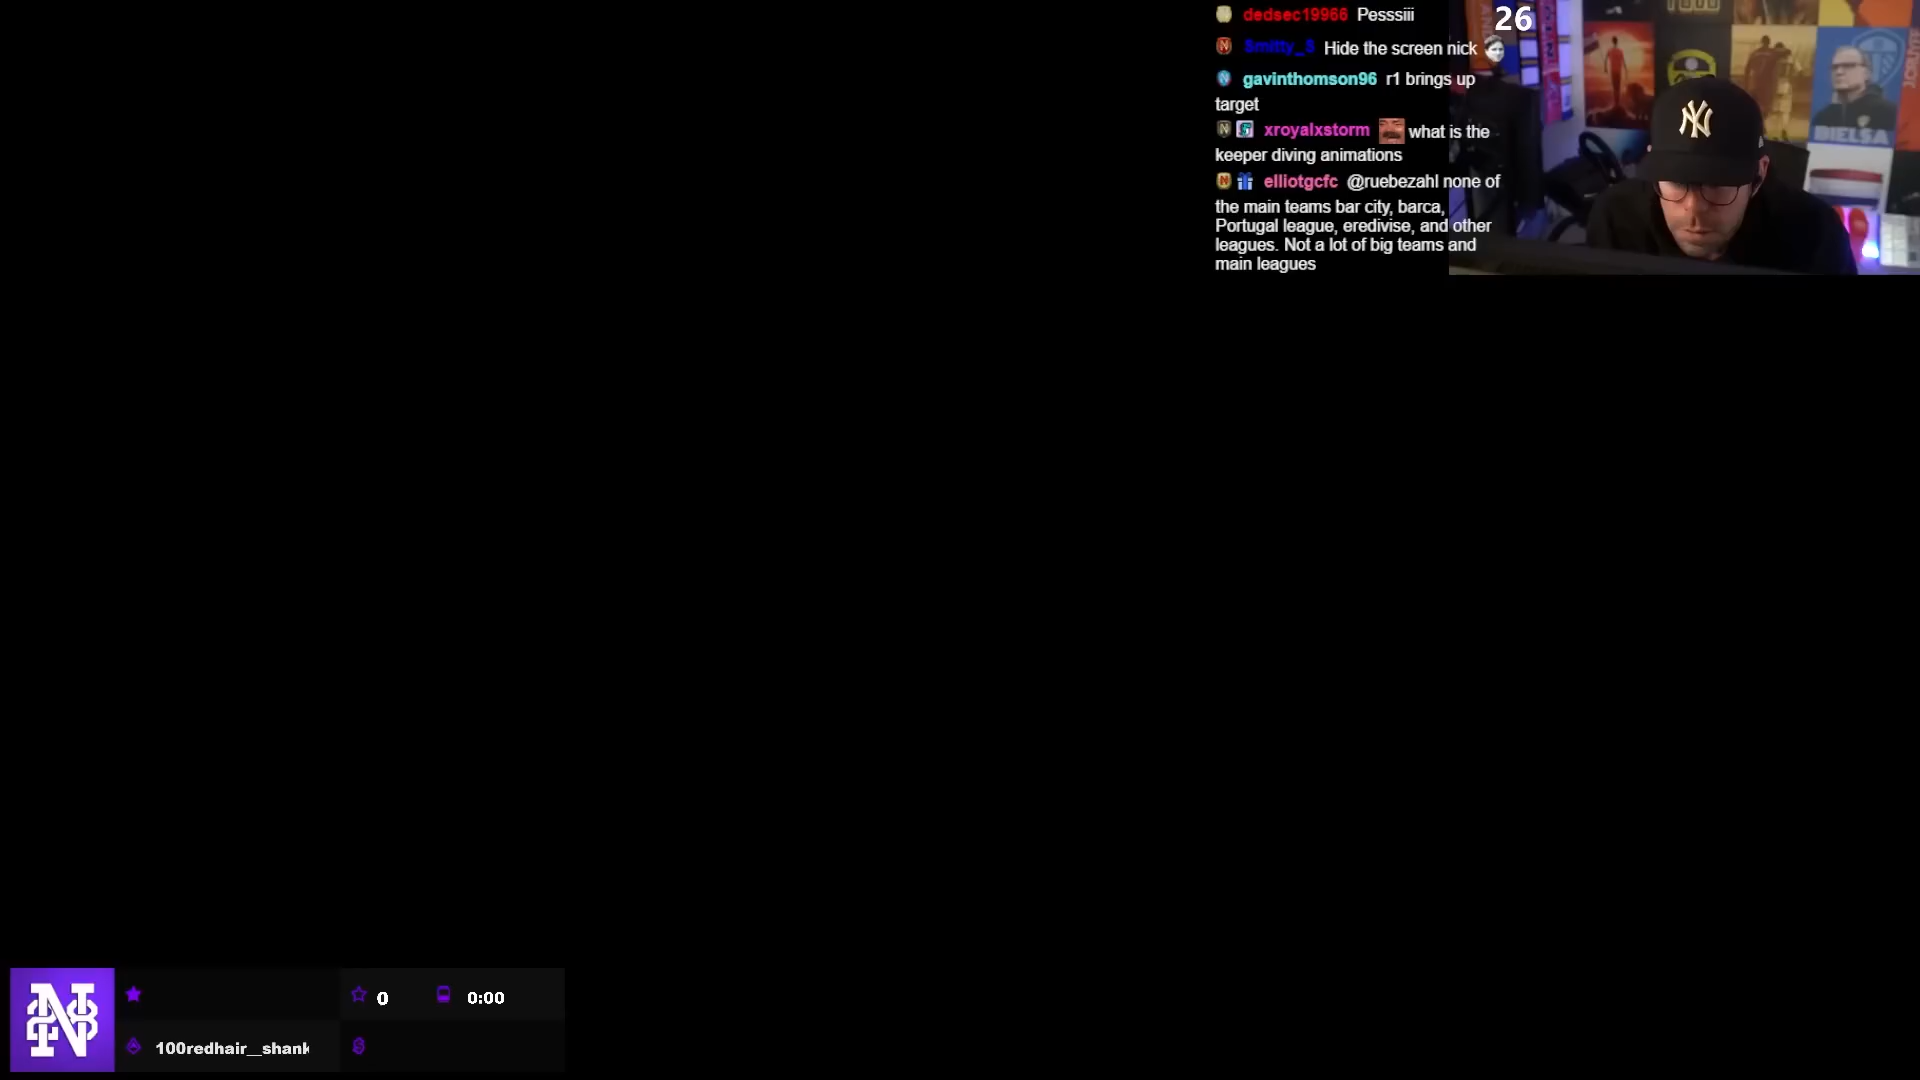 dedsec19966 Pesssiii
26
Smitty_S Hide the screen nick
gavinthomson96 r1 brings up
target
xroyalxstorm what is the
keeper diving animations
elliotgcfc @ruebezahl none of
the main teams bar city, barca,
Portugal league, eredivise, and other
leagues. Not a lot of big teams and
main leagues
NY
BIELSA
0 0:00
100redhair__shank